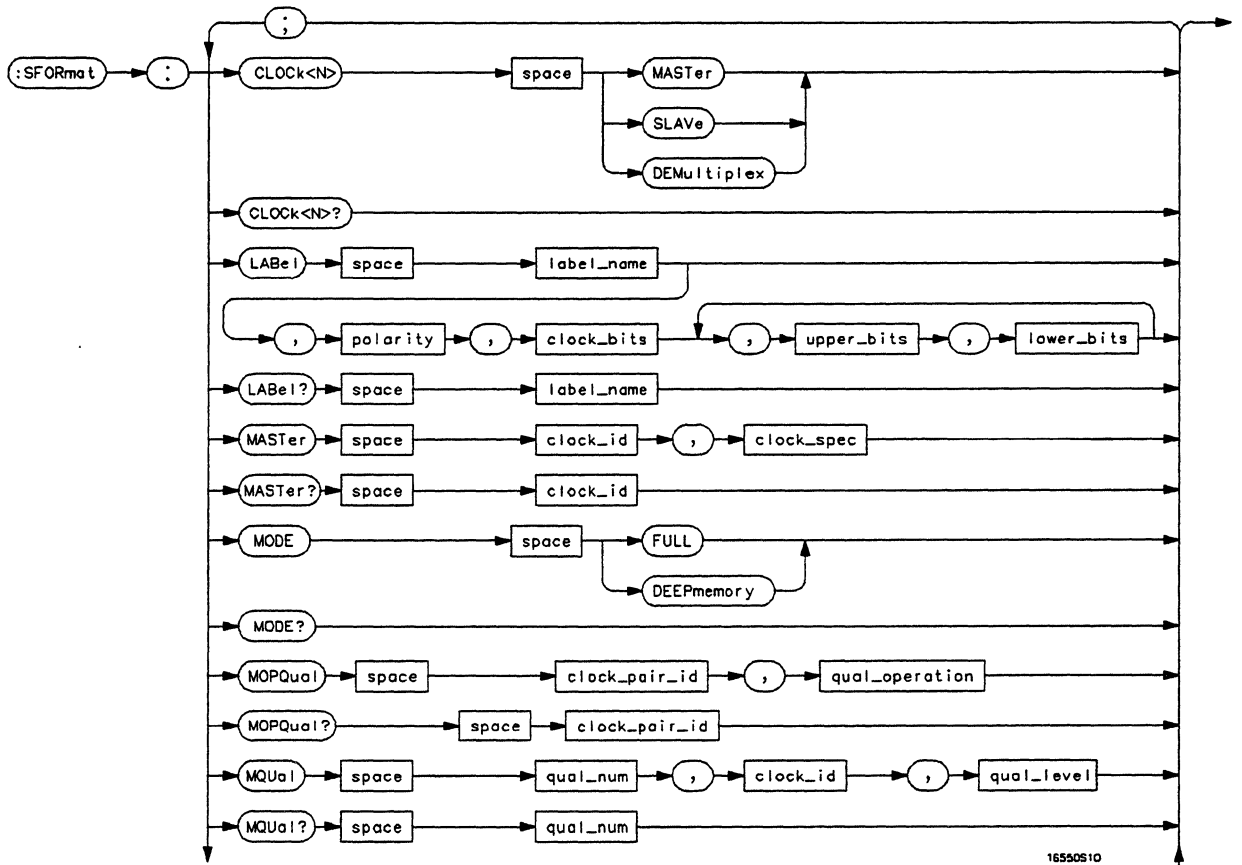 ;
:SFORmat : CLOCk<N> space MASTer
SLAVe
DEMultiplex
CLOCk<N>?
LABel space label_name
, polarity , clock_bits , upper_bits , lower_bits
LABel? space label_name
MASTer space clock_id , clock_spec
MASTer? space clock_id
MODE space FULL
DEEPmemory
MODE?
MOPQual space clock_pair_id , qual_operation
MOPQual? space clock_pair_id
MQUal space qual_num , clock_id , qual_level
MQUal? space qual_num
16550S10